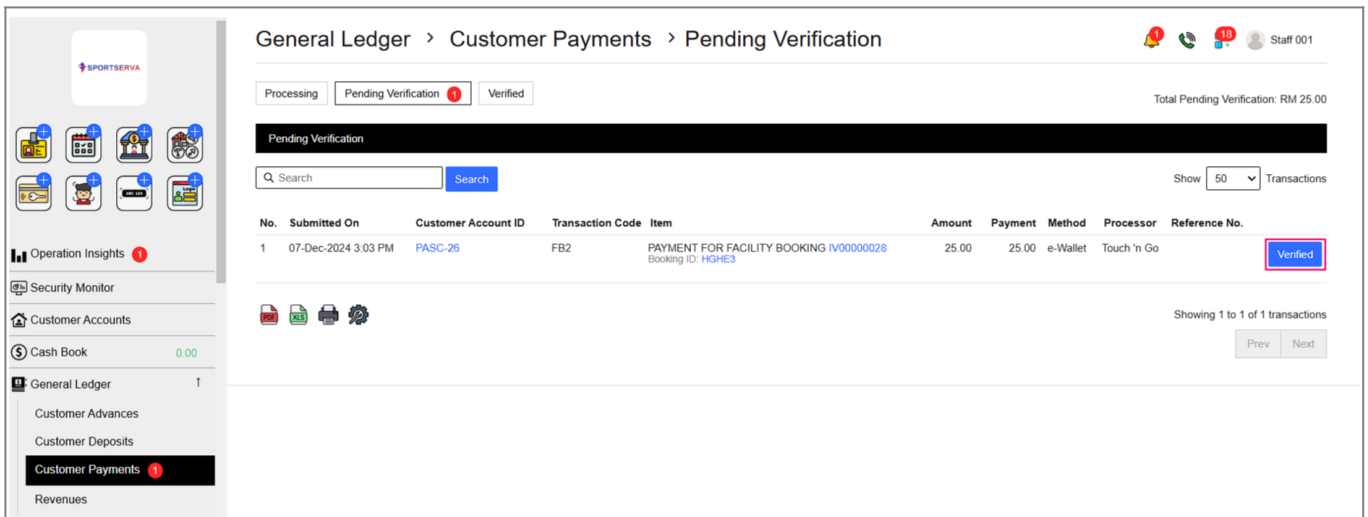 SPORTSERVA
General Ledger > Customer Payments > Pending Verification
1
18
Staff 001
Processing
Pending Verification 1
Verified
Total Pending Verification: RM 25.00
Pending Verification
Search
Search
Show 50 Transactions
No. Submitted On Customer Account ID Transaction Code Item Amount Payment Method Processor Reference No.
1 07-Dec-2024 3:03 PM PASC-26 FB2 PAYMENT FOR FACILITY BOOKING IV00000028 25.00 25.00 e-Wallet Touch 'n Go
Booking ID: HGHE3
Verified
PDF
XLS
Showing 1 to 1 of 1 transactions
Prev Next
Operation Insights 1
Security Monitor
Customer Accounts
Cash Book 0.00
General Ledger
Customer Advances
Customer Deposits
Customer Payments 1
Revenues